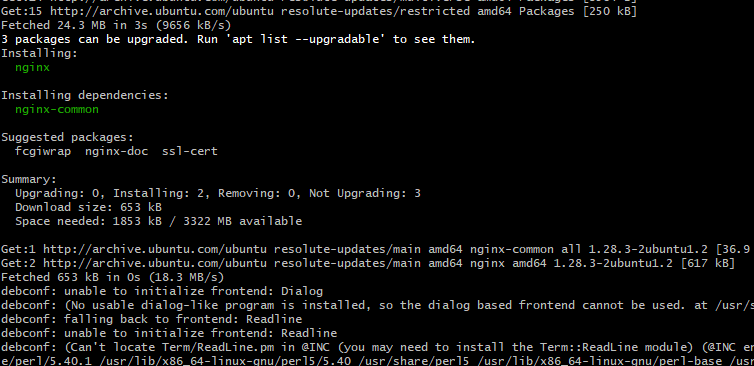 Get:15 http://archive.ubuntu.com/ubuntu resolute-updates/restricted amd64 Packages [250 kB]
Fetched 24.3 MB in 3s (9656 kB/s)
3 packages can be upgraded. Run 'apt list --upgradable' to see them.
Installing:
  nginx

Installing dependencies:
  nginx-common

Suggested packages:
  fcgiwrap  nginx-doc  ssl-cert

Summary:
  Upgrading: 0, Installing: 2, Removing: 0, Not Upgrading: 3
  Download size: 653 kB
  Space needed: 1853 kB / 3322 MB available

Get:1 http://archive.ubuntu.com/ubuntu resolute-updates/main amd64 nginx-common all 1.28.3-2ubuntu1.2 [36.9
Get:2 http://archive.ubuntu.com/ubuntu resolute-updates/main amd64 nginx amd64 1.28.3-2ubuntu1.2 [617 kB]
Fetched 653 kB in 0s (18.3 MB/s)
debconf: unable to initialize frontend: Dialog
debconf: (No usable dialog-like program is installed, so the dialog based frontend cannot be used. at /usr/s
debconf: falling back to frontend: Readline
debconf: unable to initialize frontend: Readline
debconf: (Can't locate Term/ReadLine.pm in @INC (you may need to install the Term::ReadLine module) (@INC en
e/perl/5.40.1 /usr/lib/x86_64-linux-gnu/perl5/5.40 /usr/share/perl5 /usr/lib/x86_64-linux-gnu/perl-base /usr